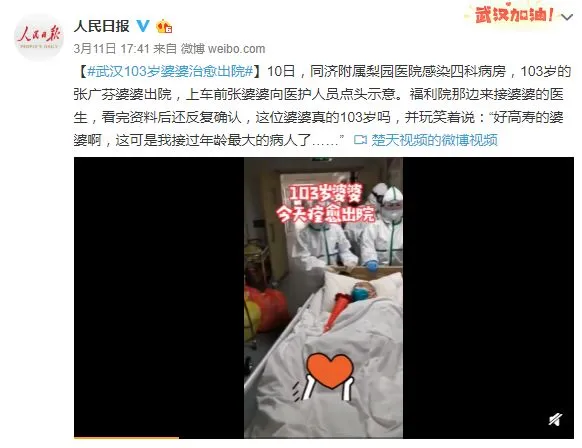 人民日报
武汉加油!
人民日报
PEOPLE'S DAILY
3月11日 17:41 来自 微博 weibo.com
【#武汉103岁婆婆治愈出院#】10日，同济附属梨园医院感染四科病房，103岁的
张广芬婆婆出院，上车前张婆婆向医护人员点头示意。福利院那边来接婆婆的医
生，看完资料后还反复确认，这位婆婆真的103岁吗，并玩笑着说：“好高寿的婆
婆啊，这可是我接过年龄最大的病人了……” 楚天视频的微博视频
103岁婆婆
今天痊愈出院